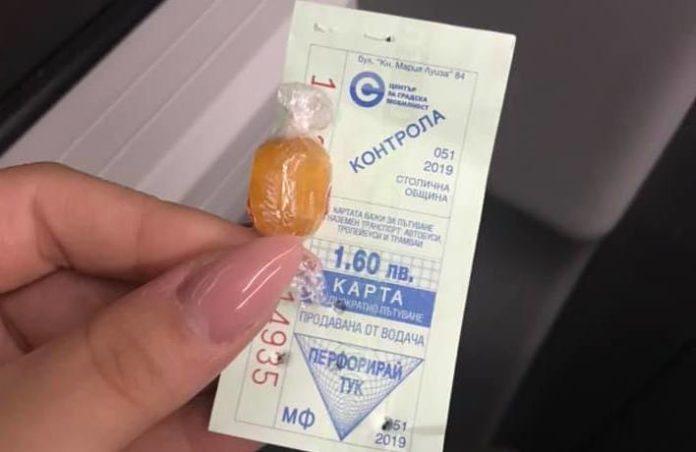 бул. "Кн. Мария Луиза" 84
ЦЕНТЪР
ЗА ГРАДСКА
МОБИЛНОСТ
КОНТРОЛА
051
2019
СТОЛИЧНА
ОБЩИНА
КАРТАТА ВАЖИ ЗА ПЪТУВАНЕ
НАЗЕМЕН ТРАНСПОРТ: АВТОБУСИ,
ТРОЛЕЙБУСИ И ТРАМВАИ
1.60 лв.
КАРТА
ЕДНОКРАТНО ПЪТУВАНЕ
ПРОДАВАНА ОТ ВОДАЧА
ПЕРФОРИРАЙ
ТУК
МФ
051
2019
14935